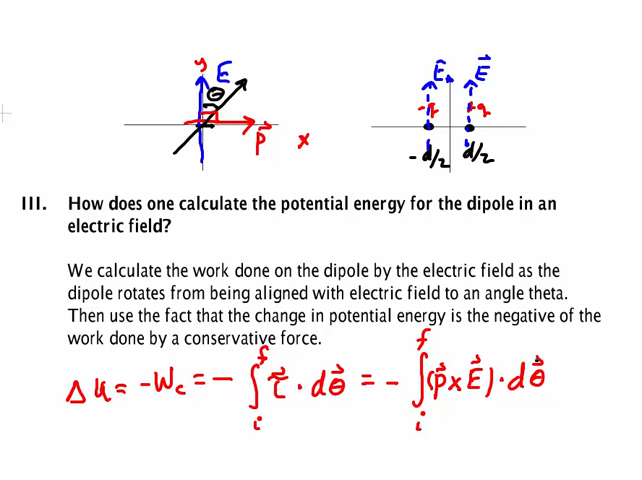 y E Θ
p⃗ x
E⃗ E⃗
-q +q
-d/2 d/2
III. How does one calculate the potential energy for the dipole in an
electric field?
We calculate the work done on the dipole by the electric field as the
dipole rotates from being aligned with electric field to an angle theta.
Then use the fact that the change in potential energy is the negative of the
work done by a conservative force.
ΔU = -W_c = - ∫_i^f τ⃗ · dθ⃗ = - ∫_i^f (p⃗ x E⃗) · dθ⃗